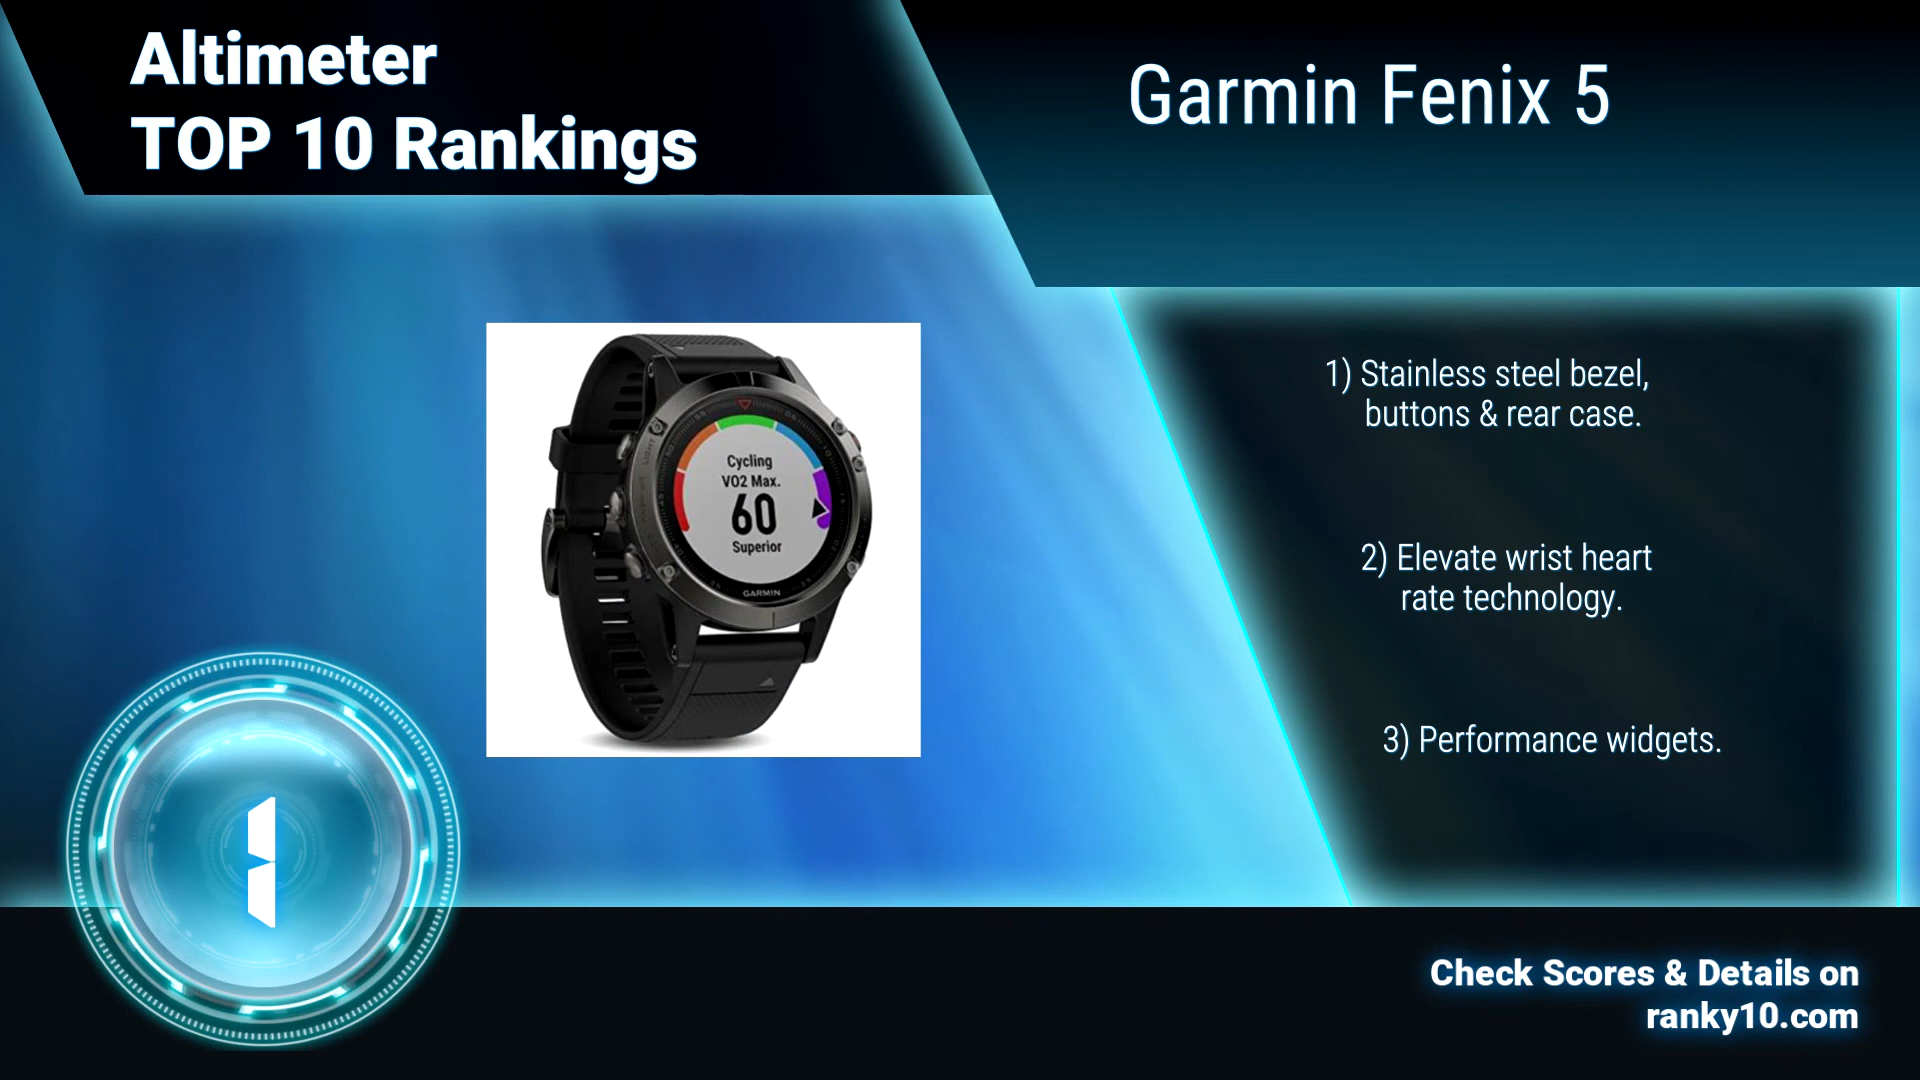 Altimeter
TOP 10 Rankings
Garmin Fenix 5
1) Stainless steel bezel,
buttons & rear case.
2) Elevate wrist heart
rate technology.
3) Performance widgets.
Cycling
VO2 Max.
60
Superior
GARMIN
1
Check Scores & Details on
ranky10.com